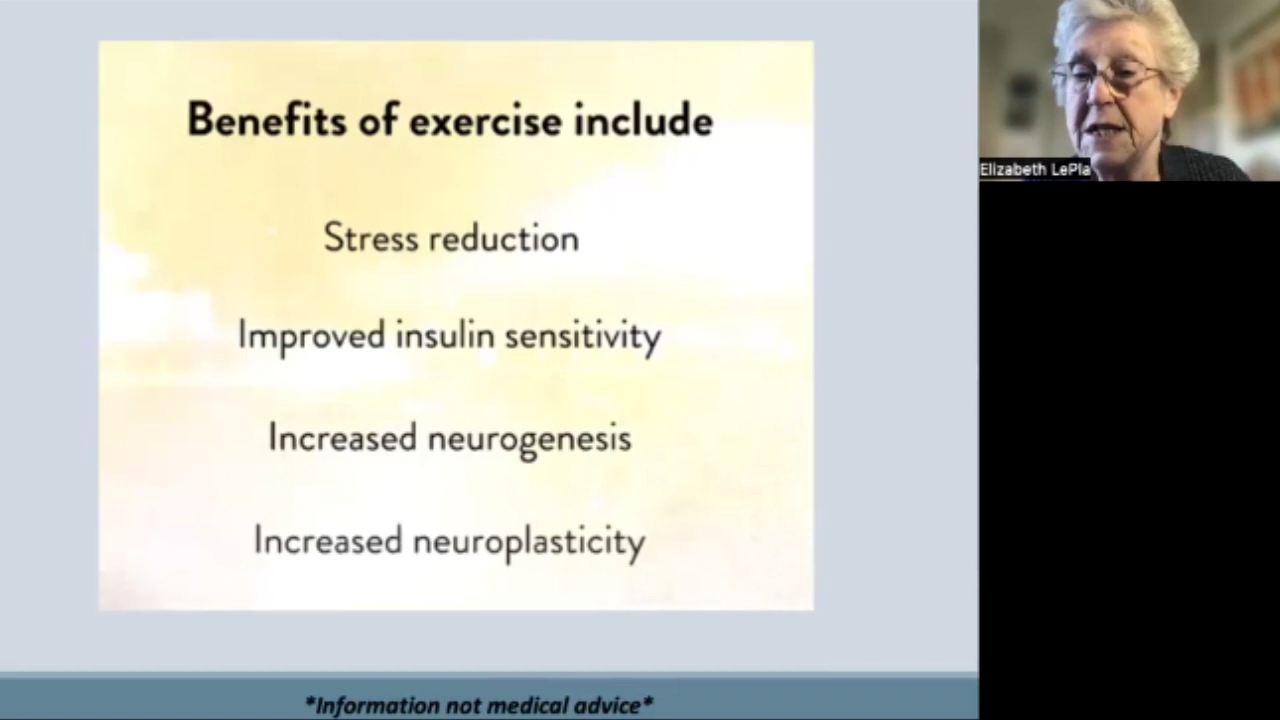 Benefits of exercise include
Stress reduction
Improved insulin sensitivity
Increased neurogenesis
Increased neuroplasticity
*Information not medical advice*
Elizabeth LePla